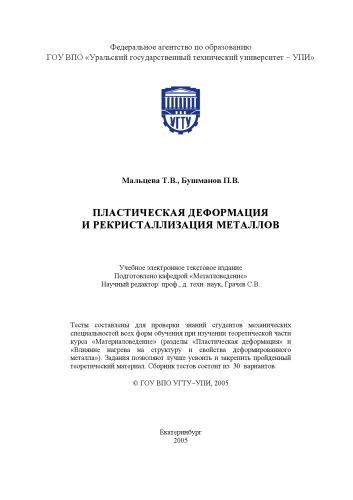 Федеральное агентство по образованию
ГОУ ВПО «Уральский государственный технический университет – УПИ»
УГТУ
Мальцева Т.В., Бушманов П.В.
ПЛАСТИЧЕСКАЯ ДЕФОРМАЦИЯ
И РЕКРИСТАЛЛИЗАЦИЯ МЕТАЛЛОВ
Учебное электронное текстовое издание
Подготовлено кафедрой «Металловедение»
Научный редактор: проф., д. техн. наук, Грачев С.В.
Тесты составлены для проверки знаний студентов механических
специальностей всех форм обучения при изучении теоретической части
курса «Материаловедение» (разделы «Пластическая деформация» и
«Влияние нагрева на структуру и свойства деформированного
металла»). Задания позволяют лучше усвоить и закрепить пройденный
теоретический материал. Сборник тестов состоит из 30 вариантов.
© ГОУ ВПО УГТУ–УПИ, 2005
Екатеринбург
2005